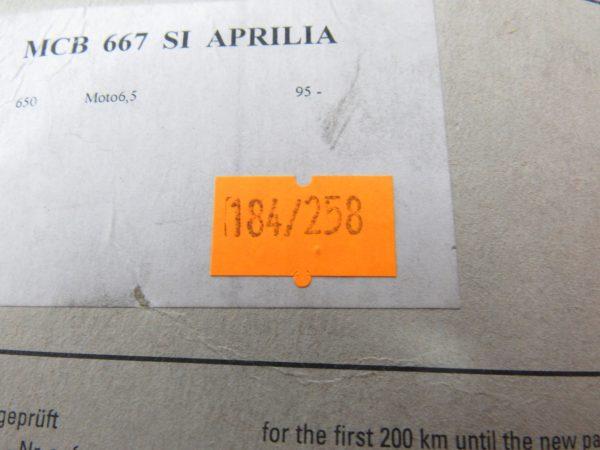 MCB 667 SI APRILIA
650 Moto6,5 95 -
184/258
geprüft
for the first 200 km until the new pa